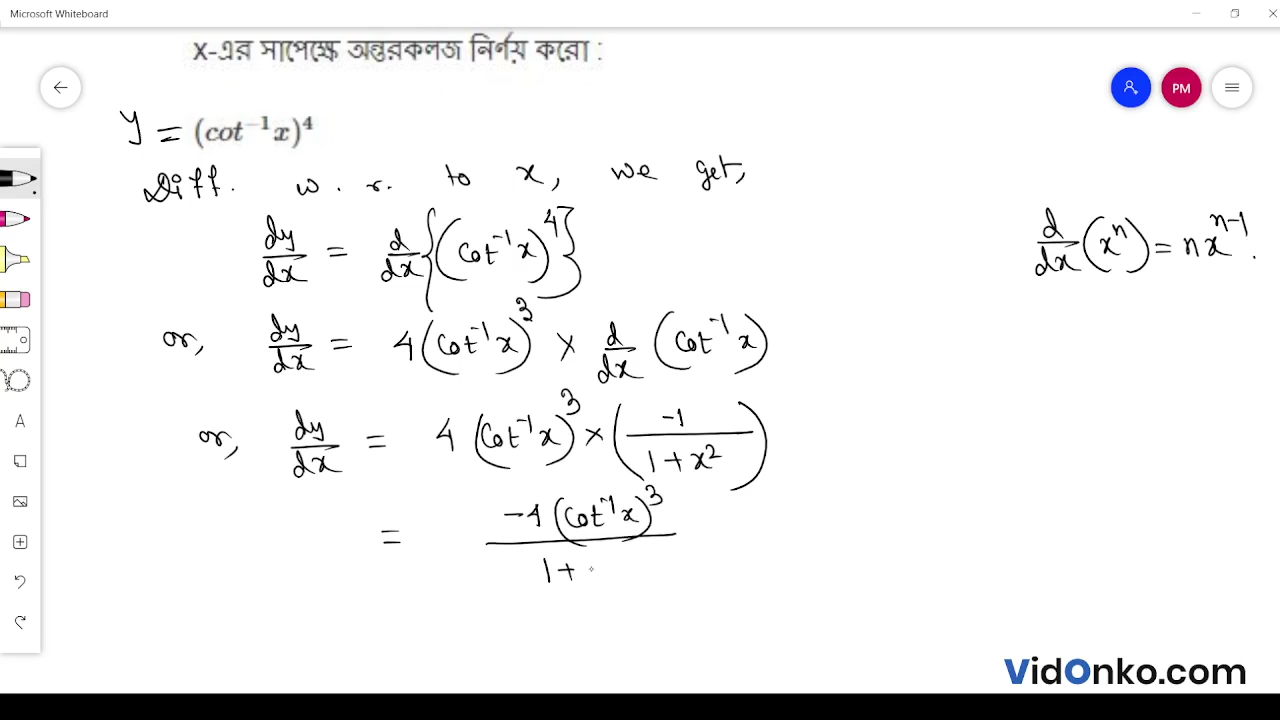 Microsoft Whiteboard
x-এর সাপেক্ষে অন্তরকলজ নির্ণয় করো :
PM
y = (cot⁻¹x)⁴
Diff. w. r. to x, we get,
dy/dx = d/dx {(cot⁻¹x)⁴}
d/dx (xⁿ) = nxⁿ⁻¹.
or, dy/dx = 4(cot⁻¹x)³ × d/dx (cot⁻¹x)
or, dy/dx = 4(cot⁻¹x)³ × (-1/1+x²)
= -4(cot⁻¹x)³
1+
A
VidOnko.com